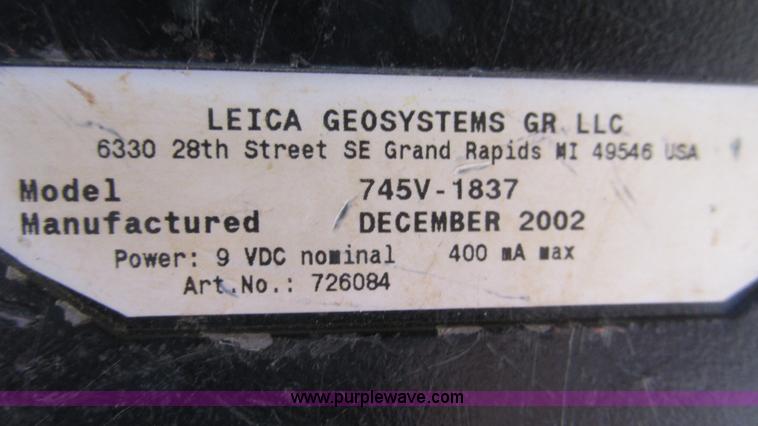 LEICA GEOSYSTEMS GR LLC
6330 28th Street SE Grand Rapids MI 49546 USA
Model 745V-1837
Manufactured DECEMBER 2002
Power: 9 VDC nominal 400 mA max
Art.No.: 726084
www.purplewave.com